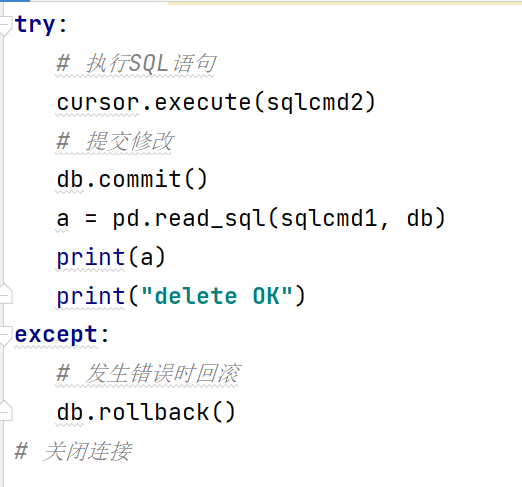 try:
# 执行SQL语句
cursor.execute(sqlcmd2)
# 提交修改
db.commit()
a = pd.read_sql(sqlcmd1, db)
print(a)
print("delete OK")
except:
# 发生错误时回滚
db.rollback()
# 关闭连接